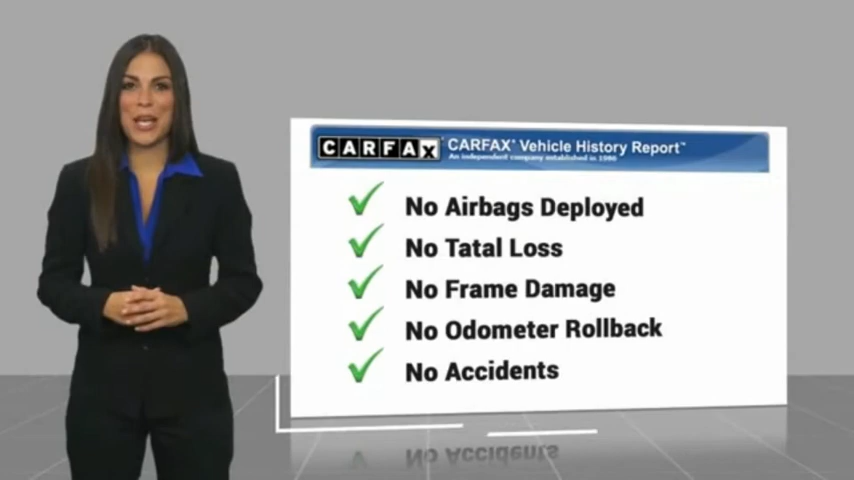 CARFAX CARFAX® Vehicle History Report™
An independent company established in 1986
No Airbags Deployed
No Tatal Loss
No Frame Damage
No Odometer Rollback
No Accidents
No Accidents